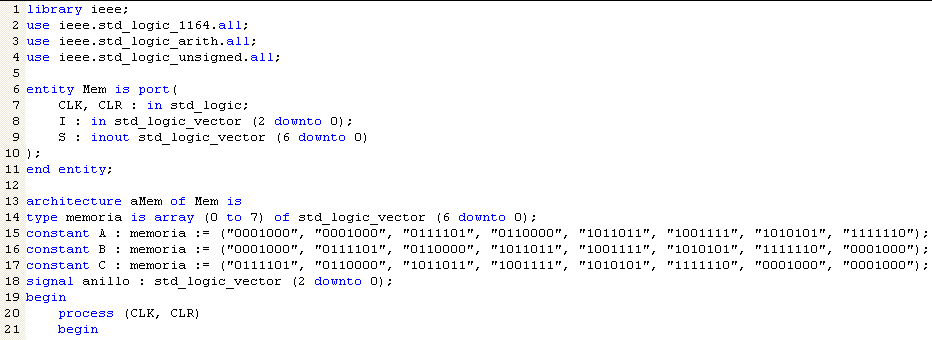 1 library ieee;
2 use ieee.std_logic_1164.all;
3 use ieee.std_logic_arith.all;
4 use ieee.std_logic_unsigned.all;
5
6 entity Mem is port(
7     CLK, CLR : in std_logic;
8     I : in std_logic_vector (2 downto 0);
9     S : inout std_logic_vector (6 downto 0)
10 );
11 end entity;
12
13 architecture aMem of Mem is
14 type memoria is array (0 to 7) of std_logic_vector (6 downto 0);
15 constant A : memoria := ("0001000", "0001000", "0111101", "0110000", "1011011", "1001111", "1010101", "1111110");
16 constant B : memoria := ("0001000", "0111101", "0110000", "1011011", "1001111", "1010101", "1111110", "0001000");
17 constant C : memoria := ("0111101", "0110000", "1011011", "1001111", "1010101", "1111110", "0001000", "0001000");
18 signal anillo : std_logic_vector (2 downto 0);
19 begin
20     process (CLK, CLR)
21     begin